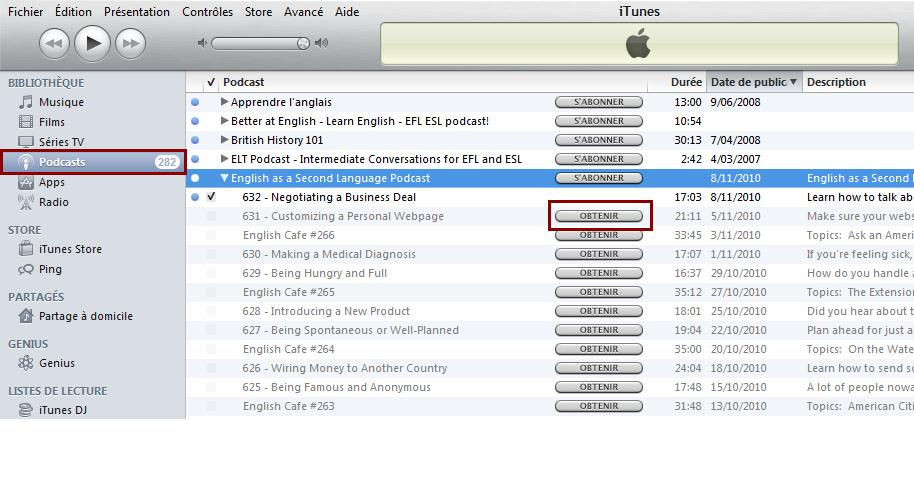 Fichier Édition Présentation Contrôles Store Avancé Aide iTunes
BIBLIOTHÈQUE
Musique
Films
Séries TV
Podcasts 282
Apps
Radio
STORE
iTunes Store
Ping
PARTAGÉS
Partage à domicile
GENIUS
Genius
LISTES DE LECTURE
iTunes DJ
Podcast Durée Date de public Description
Apprendre l'anglais S'ABONNER 13:00 9/06/2008
Better at English - Learn English - EFL ESL podcast! S'ABONNER 10:54
British History 101 S'ABONNER 30:13 7/04/2008
ELT Podcast - Intermediate Conversations for EFL and ESL S'ABONNER 2:42 4/03/2007
English as a Second Language Podcast S'ABONNER 8/11/2010 English as a Second
632 - Negotiating a Business Deal 17:03 8/11/2010 Learn how to talk ab
631 - Customizing a Personal Webpage OBTENIR 21:11 5/11/2010 Make sure your webs
English Cafe #266 OBTENIR 33:45 3/11/2010 Topics: Ask an Ameri
630 - Making a Medical Diagnosis OBTENIR 17:07 1/11/2010 If you're feeling sick,
629 - Being Hungry and Full OBTENIR 16:37 29/10/2010 How do you handle a
English Cafe #265 OBTENIR 35:12 27/10/2010 Topics: The Extension
628 - Introducing a New Product OBTENIR 18:01 25/10/2010 Did you hear about t
627 - Being Spontaneous or Well-Planned OBTENIR 19:04 22/10/2010 Plan ahead for just a
English Cafe #264 OBTENIR 35:00 20/10/2010 Topics: On the Wate
626 - Wiring Money to Another Country OBTENIR 24:04 18/10/2010 Learn how to send so
625 - Being Famous and Anonymous OBTENIR 17:48 15/10/2010 A lot of people nowa
English Cafe #263 OBTENIR 31:48 13/10/2010 Topics: American Citi